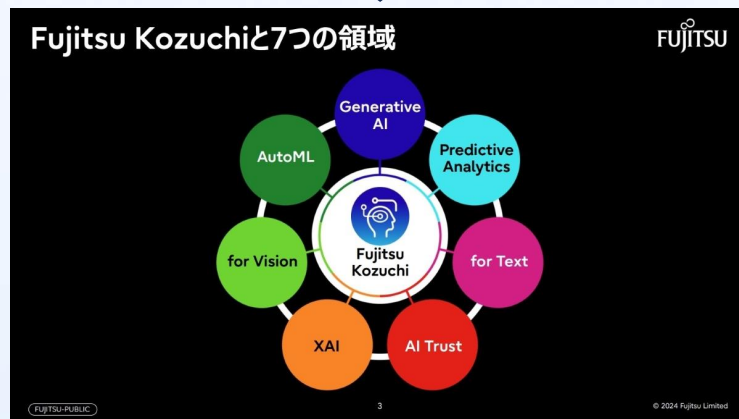 Fujitsu Kozuchiと7つの領域
FUJITSU
Generative
AI
Predictive
Analytics
for Text
AI Trust
XAI
for Vision
AutoML
Fujitsu
Kozuchi
FUJITSU-PUBLIC
3
© 2024 Fujitsu Limited